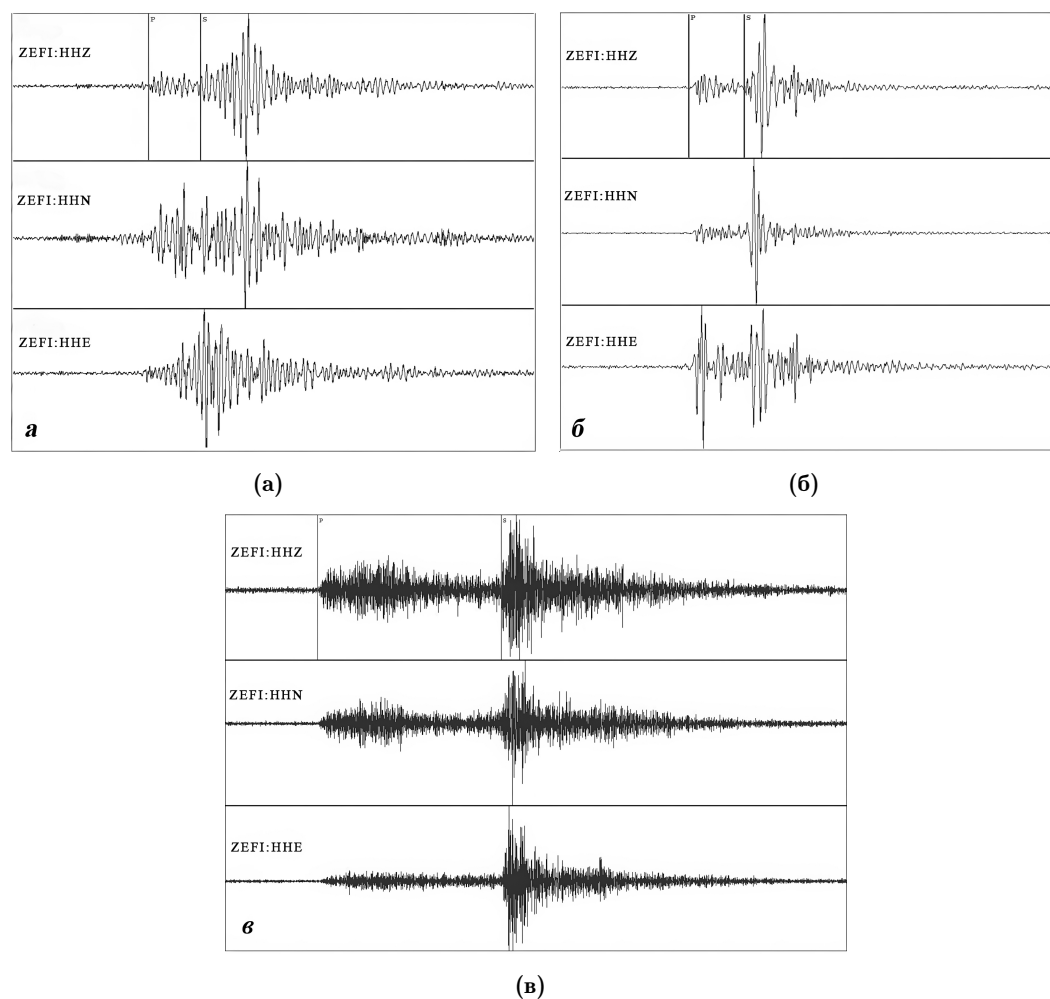 P S
ZEFI:HHZ
ZEFI:HHN
ZEFI:HHE
а
(а)
P S
ZEFI:HHZ
ZEFI:HHN
ZEFI:HHE
б
(б)
P S
ZEFI:HHZ
ZEFI:HHN
ZEFI:HHE
в
(в)